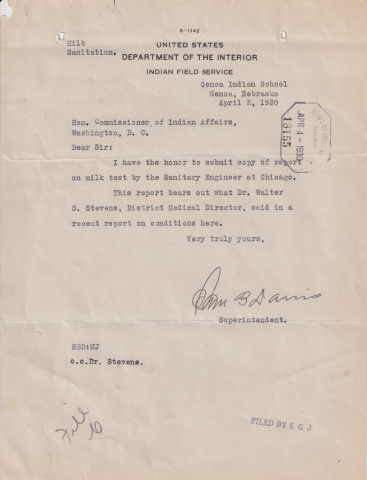 5-1142
Milk
Sanitation.
UNITED STATES
DEPARTMENT OF THE INTERIOR
INDIAN FIELD SERVICE
Genoa Indian School
Genoa, Nebraska
April 2, 1930
APR 4 - 1930
18155
Hon. Commissioner of Indian Affairs,
Washington, D. C.
Dear Sir:
I have the honor to submit copy of report
on milk test by the Sanitary Engineer at Chicago.
This report bears out what Dr. Walter
S. Stevens, District Medical Director, said in a
recent report on conditions here.
Very truly yours,
Sam B Davis
Superintendent.
SBD:MJ
c.c.Dr. Stevens.
File
FILED BY S. G. J.